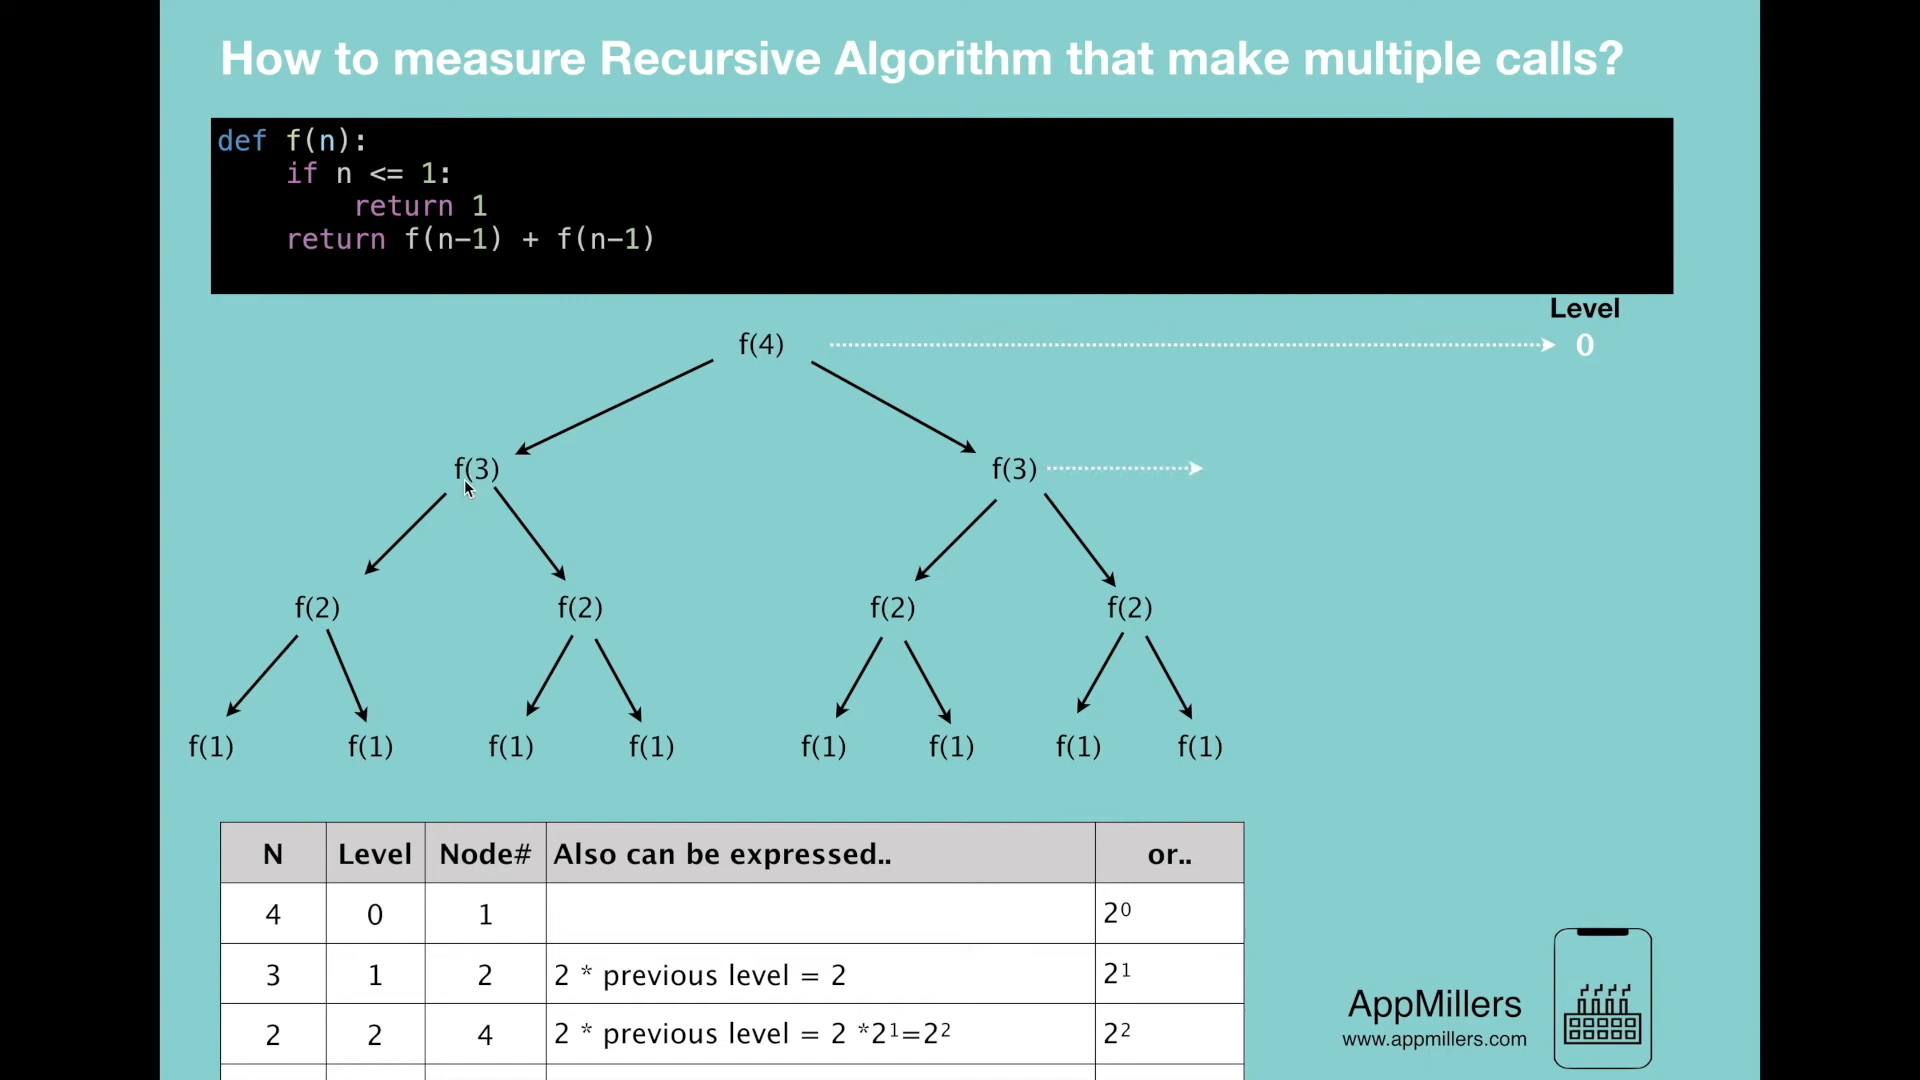 How to measure Recursive Algorithm that make multiple calls?
def f(n):
    if n <= 1:
        return 1
    return f(n-1) + f(n-1)
Level
f(4) 0
f(3) f(3)
f(2) f(2) f(2) f(2)
f(1) f(1) f(1) f(1) f(1) f(1) f(1) f(1)
N Level Node# Also can be expressed.. or..
4 0 1 2⁰
3 1 2 2 * previous level = 2 2¹
2 2 4 2 * previous level = 2 *2¹=2² 2²
AppMillers
www.appmillers.com